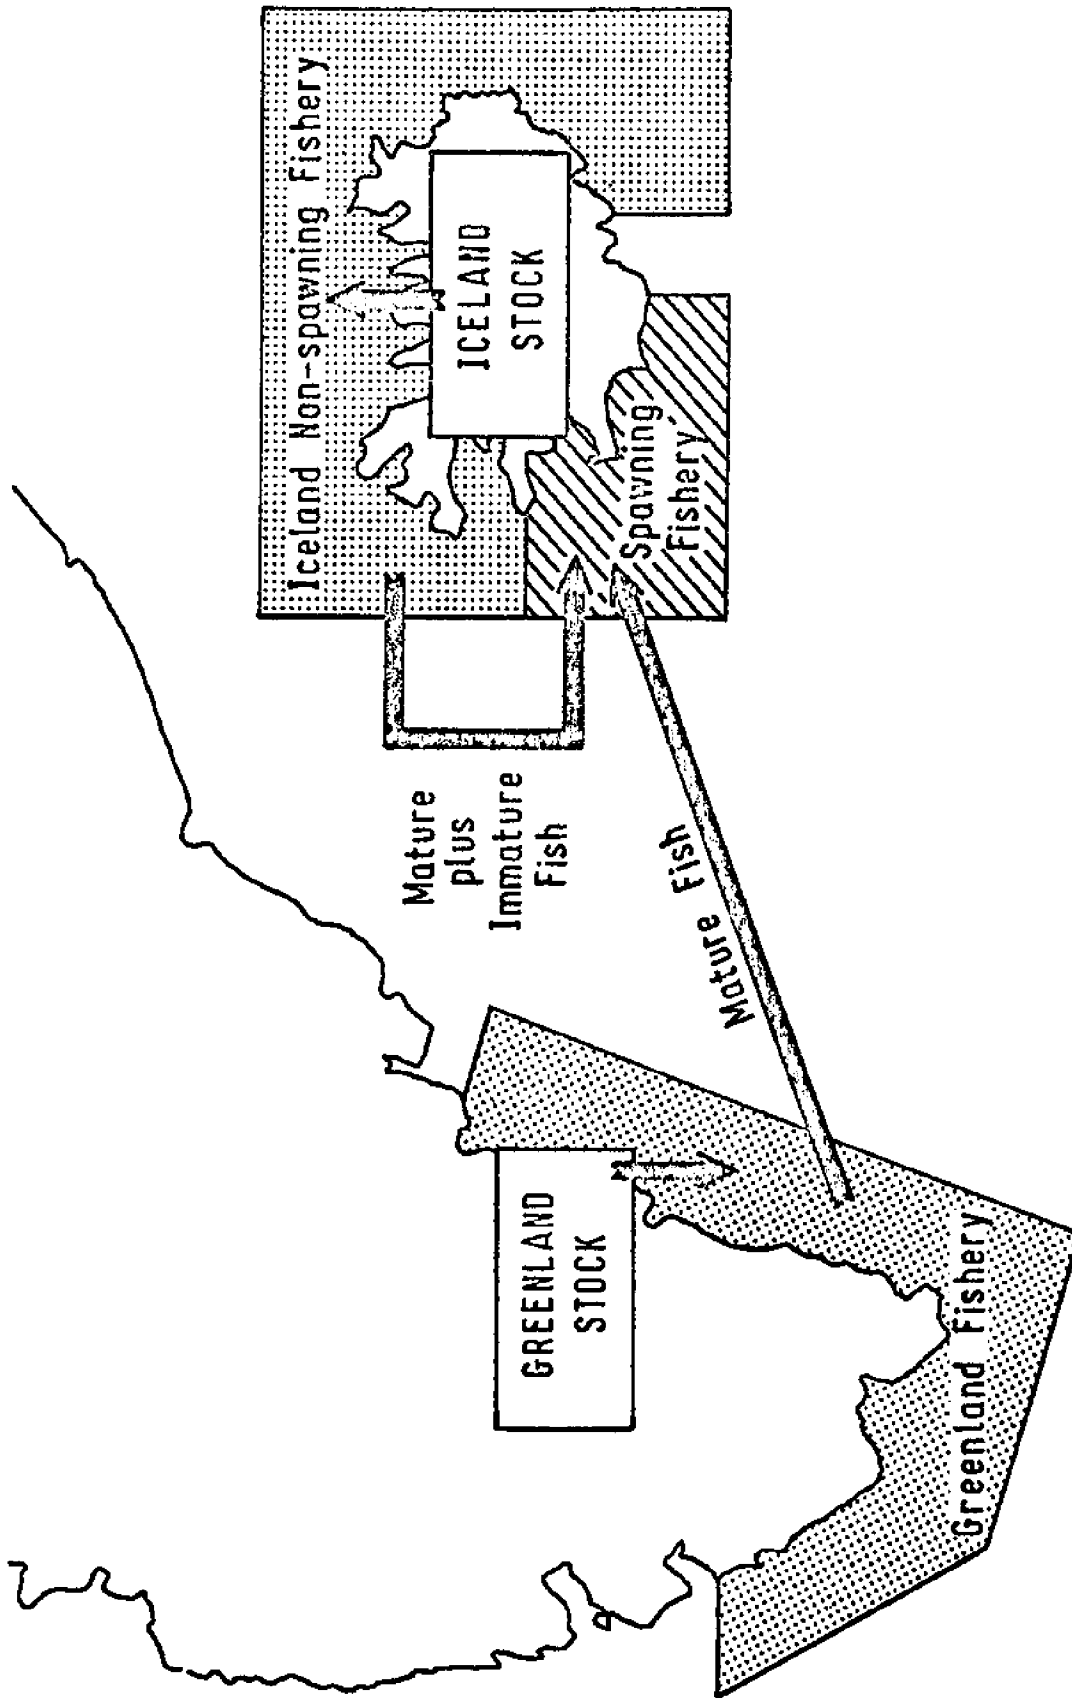 Iceland Non-spawning Fishery
ICELAND
STOCK
Spawning
Fishery
Mature
plus
Immature
Fish
Mature Fish
GREENLAND
STOCK
Greenland Fishery